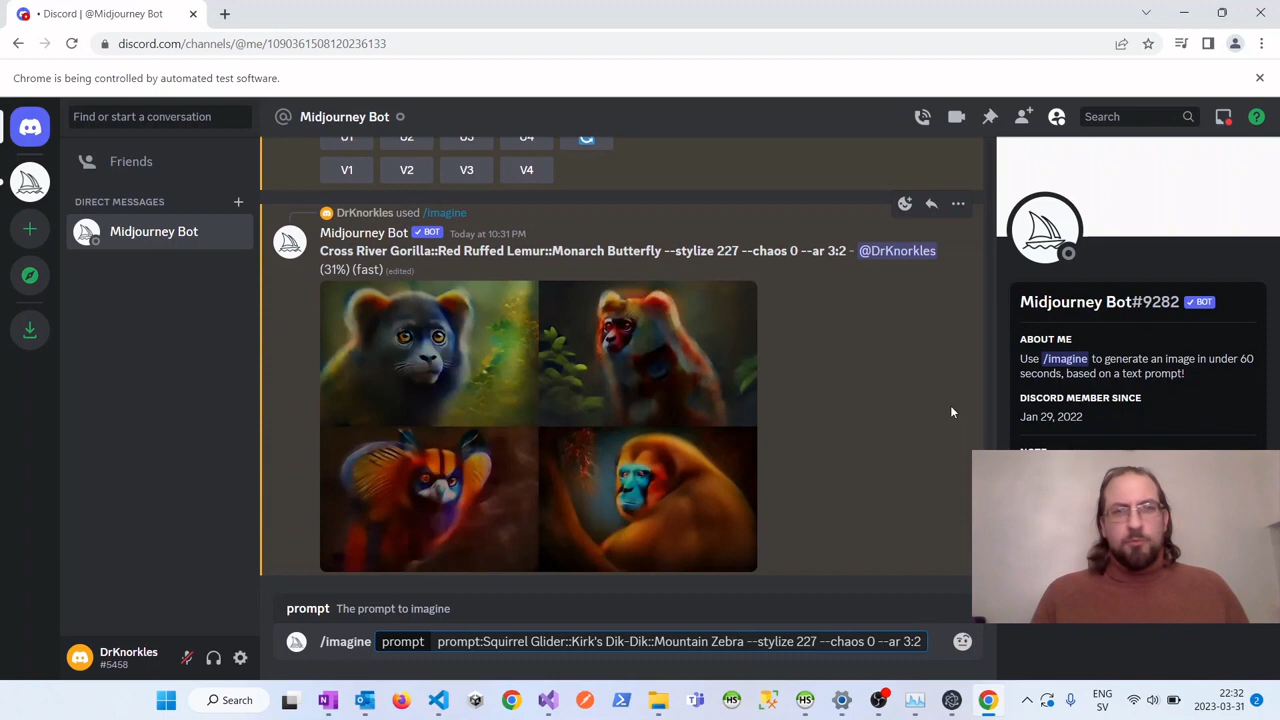 • Discord | @Midjourney Bot
discord.com/channels/@me/1090361508120236133
Chrome is being controlled by automated test software.
Find or start a conversation
Midjourney Bot
Search
Friends
DIRECT MESSAGES
Midjourney Bot
U1 U2 U3 U4
V1 V2 V3 V4
DrKnorkles used /imagine
Midjourney Bot BOT Today at 10:31 PM
Cross River Gorilla::Red Ruffed Lemur::Monarch Butterfly --stylize 227 --chaos 0 --ar 3:2 - @DrKnorkles
(31%) (fast) (edited)
Midjourney Bot#9282 BOT
ABOUT ME
Use /imagine to generate an image in under 60
seconds, based on a text prompt!
DISCORD MEMBER SINCE
Jan 29, 2022
prompt The prompt to imagine
/imagine prompt prompt:Squirrel Glider::Kirk's Dik-Dik::Mountain Zebra --stylize 227 --chaos 0 --ar 3:2
DrKnorkles
#5458
Search
ENG
SV
22:32
2023-03-31
2